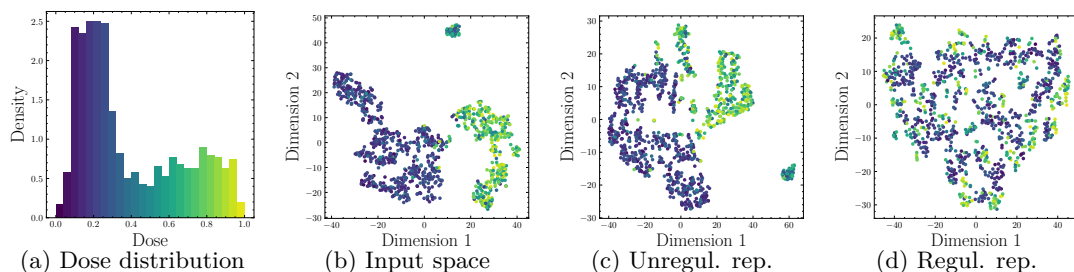 2.5
2.0
1.5
1.0
0.5
0.0
Density
0.0 0.2 0.4 0.6 0.8 1.0
Dose
(a) Dose distribution
50
40
30
20
10
0
−10
−20
−30
Dimension 2
−40 −20 0 20 40
Dimension 1
(b) Input space
30
20
10
0
−10
−20
−30
Dimension 2
−40 −20 0 20 40 60
Dimension 1
(c) Unregul. rep.
20
10
0
−10
−20
−30
Dimension 2
−40 −20 0 20 40
Dimension 1
(d) Regul. rep.